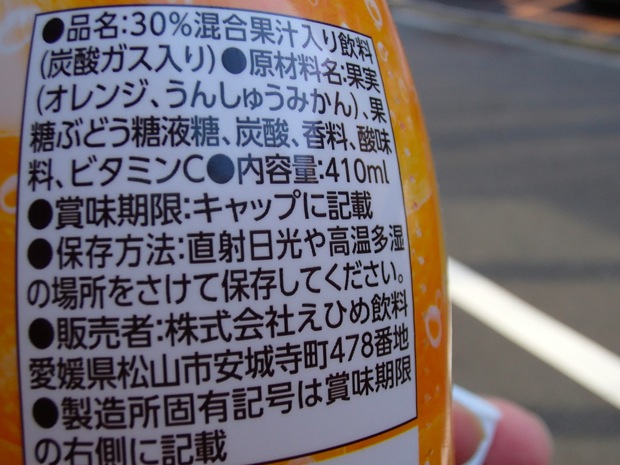 ●品名:30%混合果汁入り飲料
(炭酸ガス入り)●原材料名:果実
(オレンジ、うんしゅうみかん)、果
糖ぶどう糖液糖、炭酸、香料、酸味
料、ビタミンC●内容量:410ml
●賞味期限:キャップに記載
●保存方法:直射日光や高温多湿
の場所をさけて保存してください。
●販売者:株式会社えひめ飲料
愛媛県松山市安城寺町478番地
●製造所固有記号は賞味期限
の右側に記載